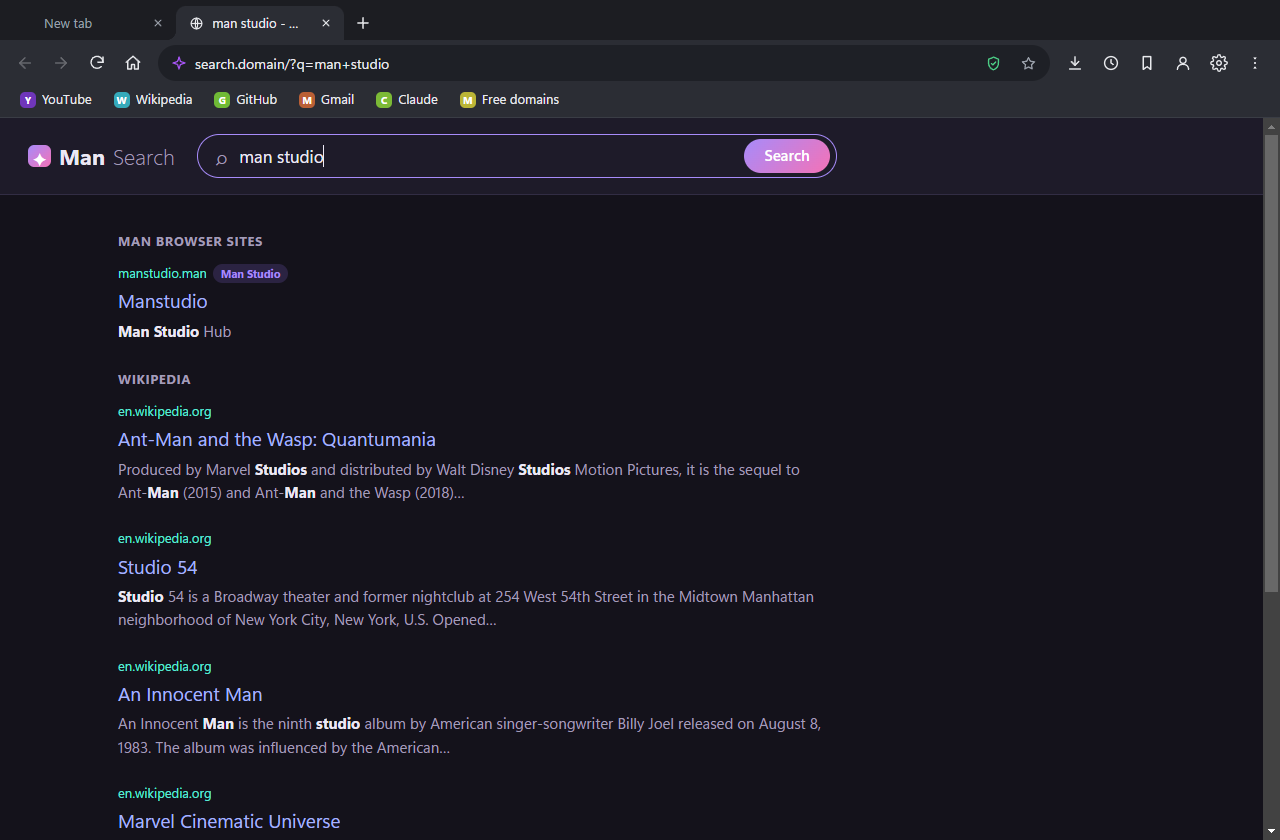 New tab
man studio - ...
search.domain/?q=man+studio
Y YouTube W Wikipedia G GitHub M Gmail C Claude M Free domains
Man Search
man studio
Search
MAN BROWSER SITES
manstudio.man Man Studio
Manstudio
Man Studio Hub
WIKIPEDIA
en.wikipedia.org
Ant-Man and the Wasp: Quantumania
Produced by Marvel Studios and distributed by Walt Disney Studios Motion Pictures, it is the sequel to
Ant-Man (2015) and Ant-Man and the Wasp (2018)...
en.wikipedia.org
Studio 54
Studio 54 is a Broadway theater and former nightclub at 254 West 54th Street in the Midtown Manhattan
neighborhood of New York City, New York, U.S. Opened...
en.wikipedia.org
An Innocent Man
An Innocent Man is the ninth studio album by American singer-songwriter Billy Joel released on August 8,
1983. The album was influenced by the American...
en.wikipedia.org
Marvel Cinematic Universe